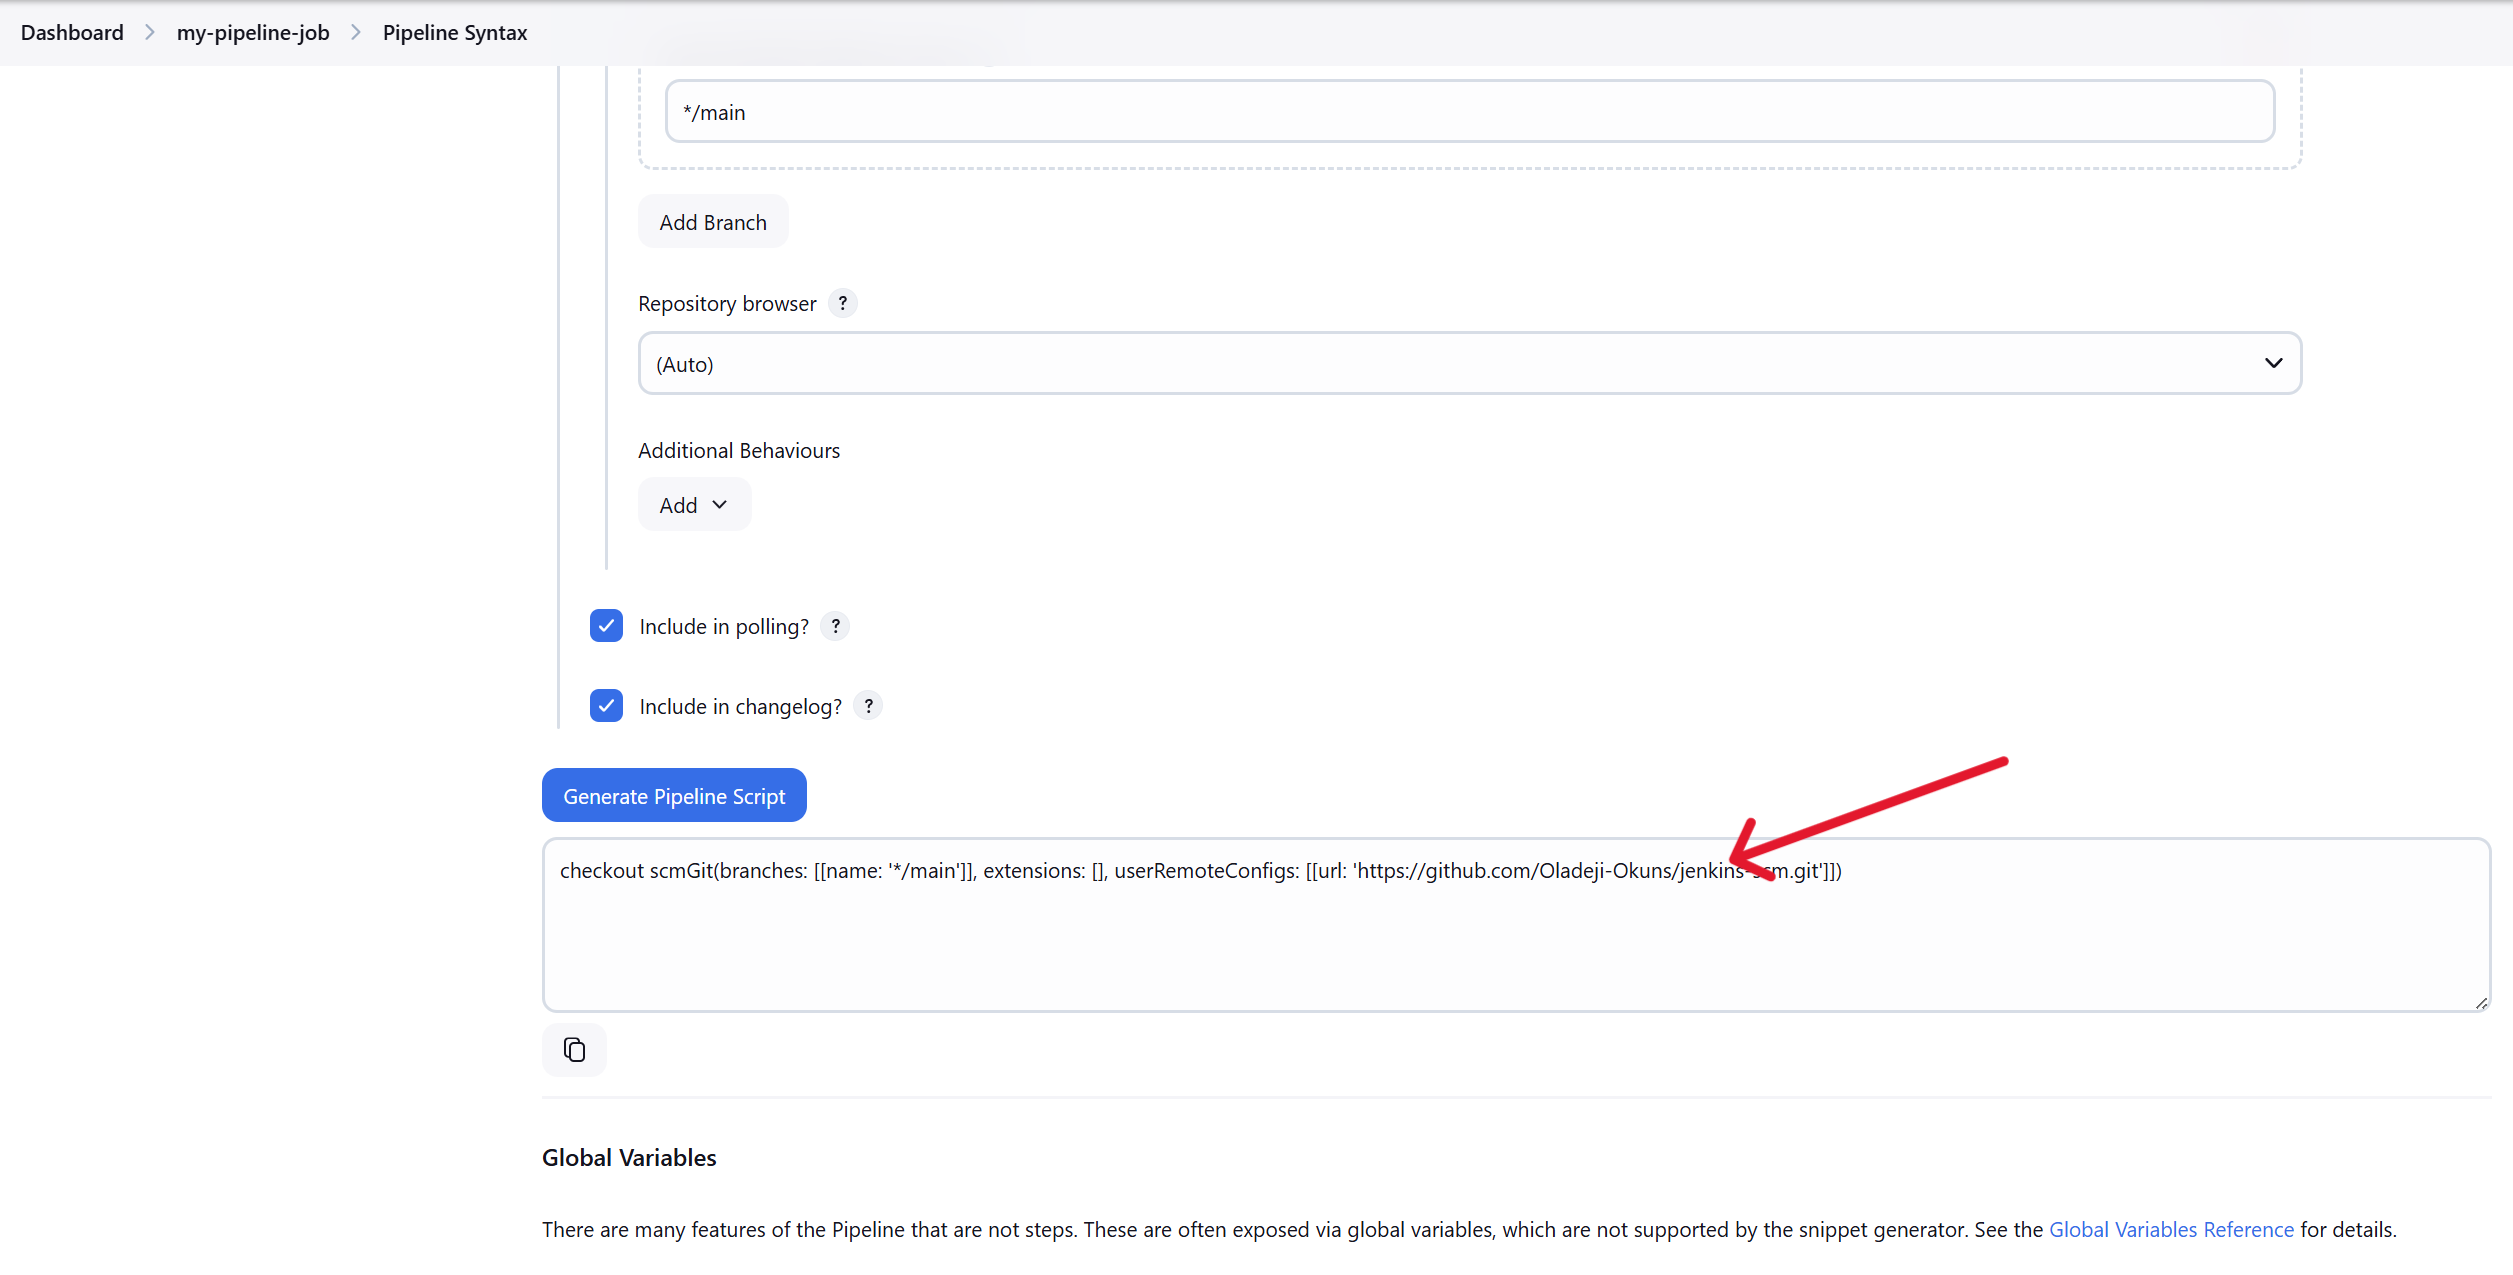 Dashboard > my-pipeline-job > Pipeline Syntax
*/main
Add Branch
Repository browser ?
(Auto)
Additional Behaviours
Add
Include in polling? ?
Include in changelog? ?
Generate Pipeline Script
checkout scmGit(branches: [[name: '*/main']], extensions: [], userRemoteConfigs: [[url: 'https://github.com/Oladeji-Okuns/jenkins-scm.git']])
Global Variables
There are many features of the Pipeline that are not steps. These are often exposed via global variables, which are not supported by the snippet generator. See the Global Variables Reference for details.